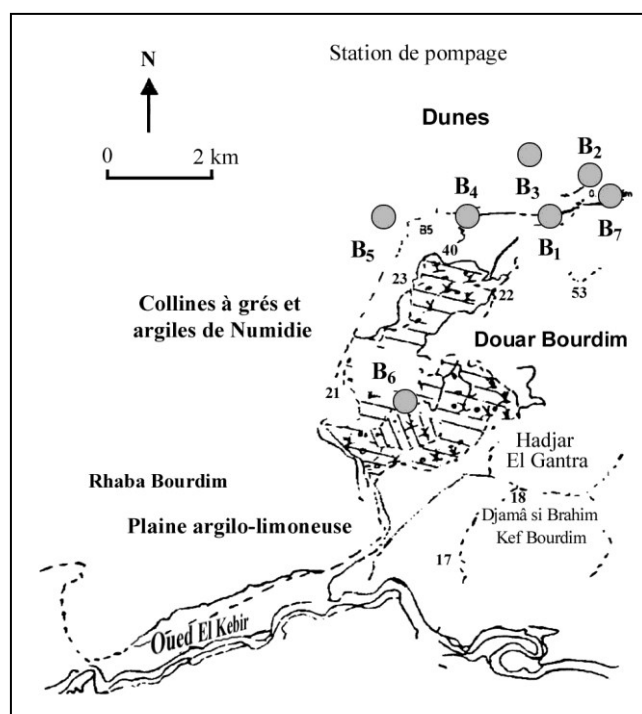 Station de pompage
N
Dunes
0 2 km
B2
B3
B4
B7
B5
B5
B1
40
23
22
53
Collines à grés et
argiles de Numidie
Douar Bourdim
B6
21
Hadjar
El Gantra
Rhaba Bourdim
18
Plaine argilo-limoneuse
Djamâ si Brahim
Kef Bourdim
17
Oued El Kebir